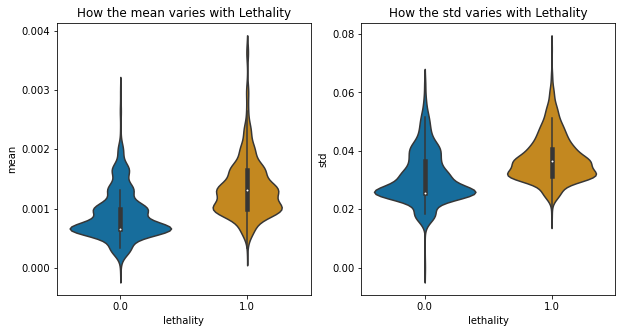 How the mean varies with Lethality
0.004
0.003
0.002
0.001
0.000
mean
0.0
1.0
lethality
How the std varies with Lethality
0.08
0.06
0.04
0.02
0.00
std
0.0
1.0
lethality